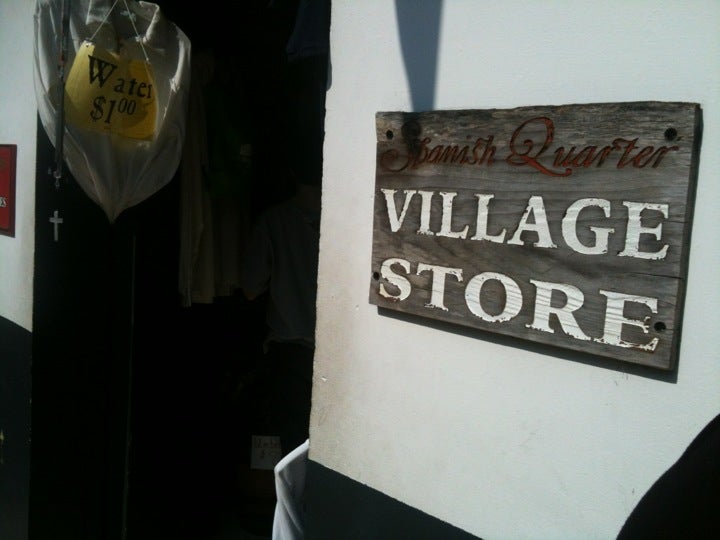 Water
$1.00
Spanish Quarter
VILLAGE
STORE